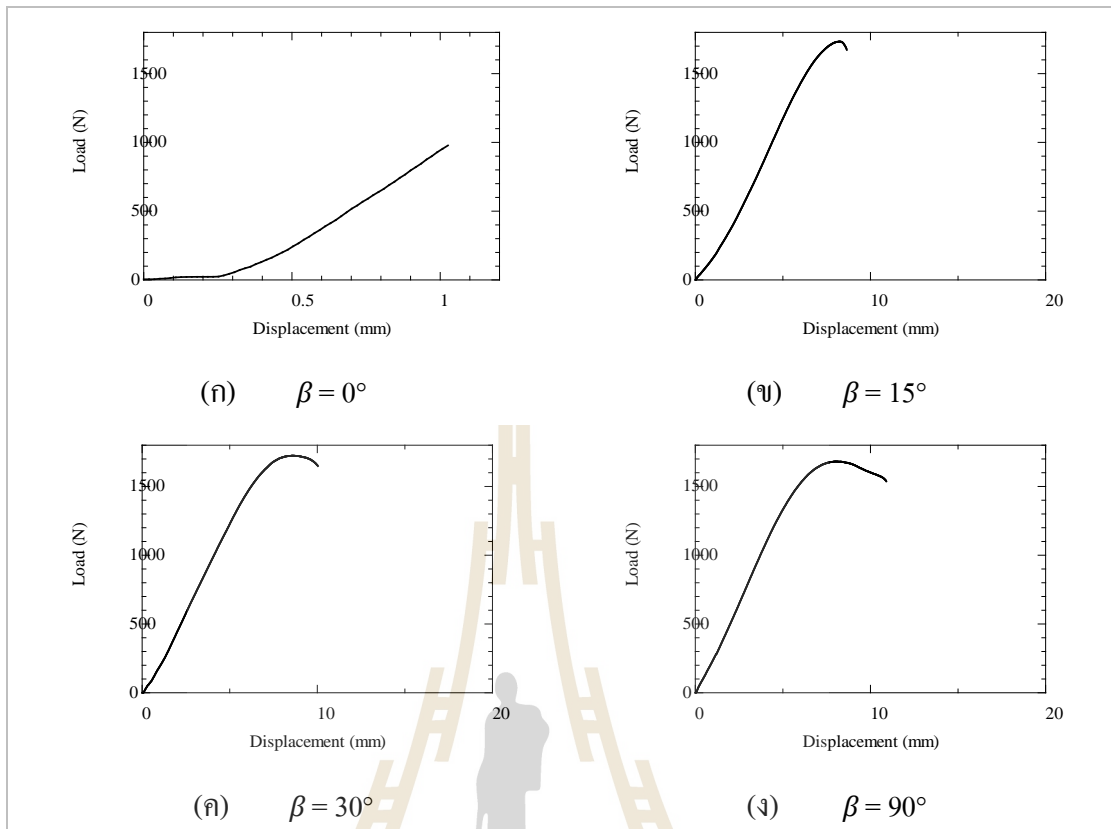 Load (N)
1500
1000
500
0
0 0.5 1
Displacement (mm)
(ก) β = 0°
Load (N)
1500
1000
500
0
0 10 20
Displacement (mm)
(ข) β = 15°
Load (N)
1500
1000
500
0
0 10 20
Displacement (mm)
(ค) β = 30°
Load (N)
1500
1000
500
0
0 10 20
Displacement (mm)
(ง) β = 90°